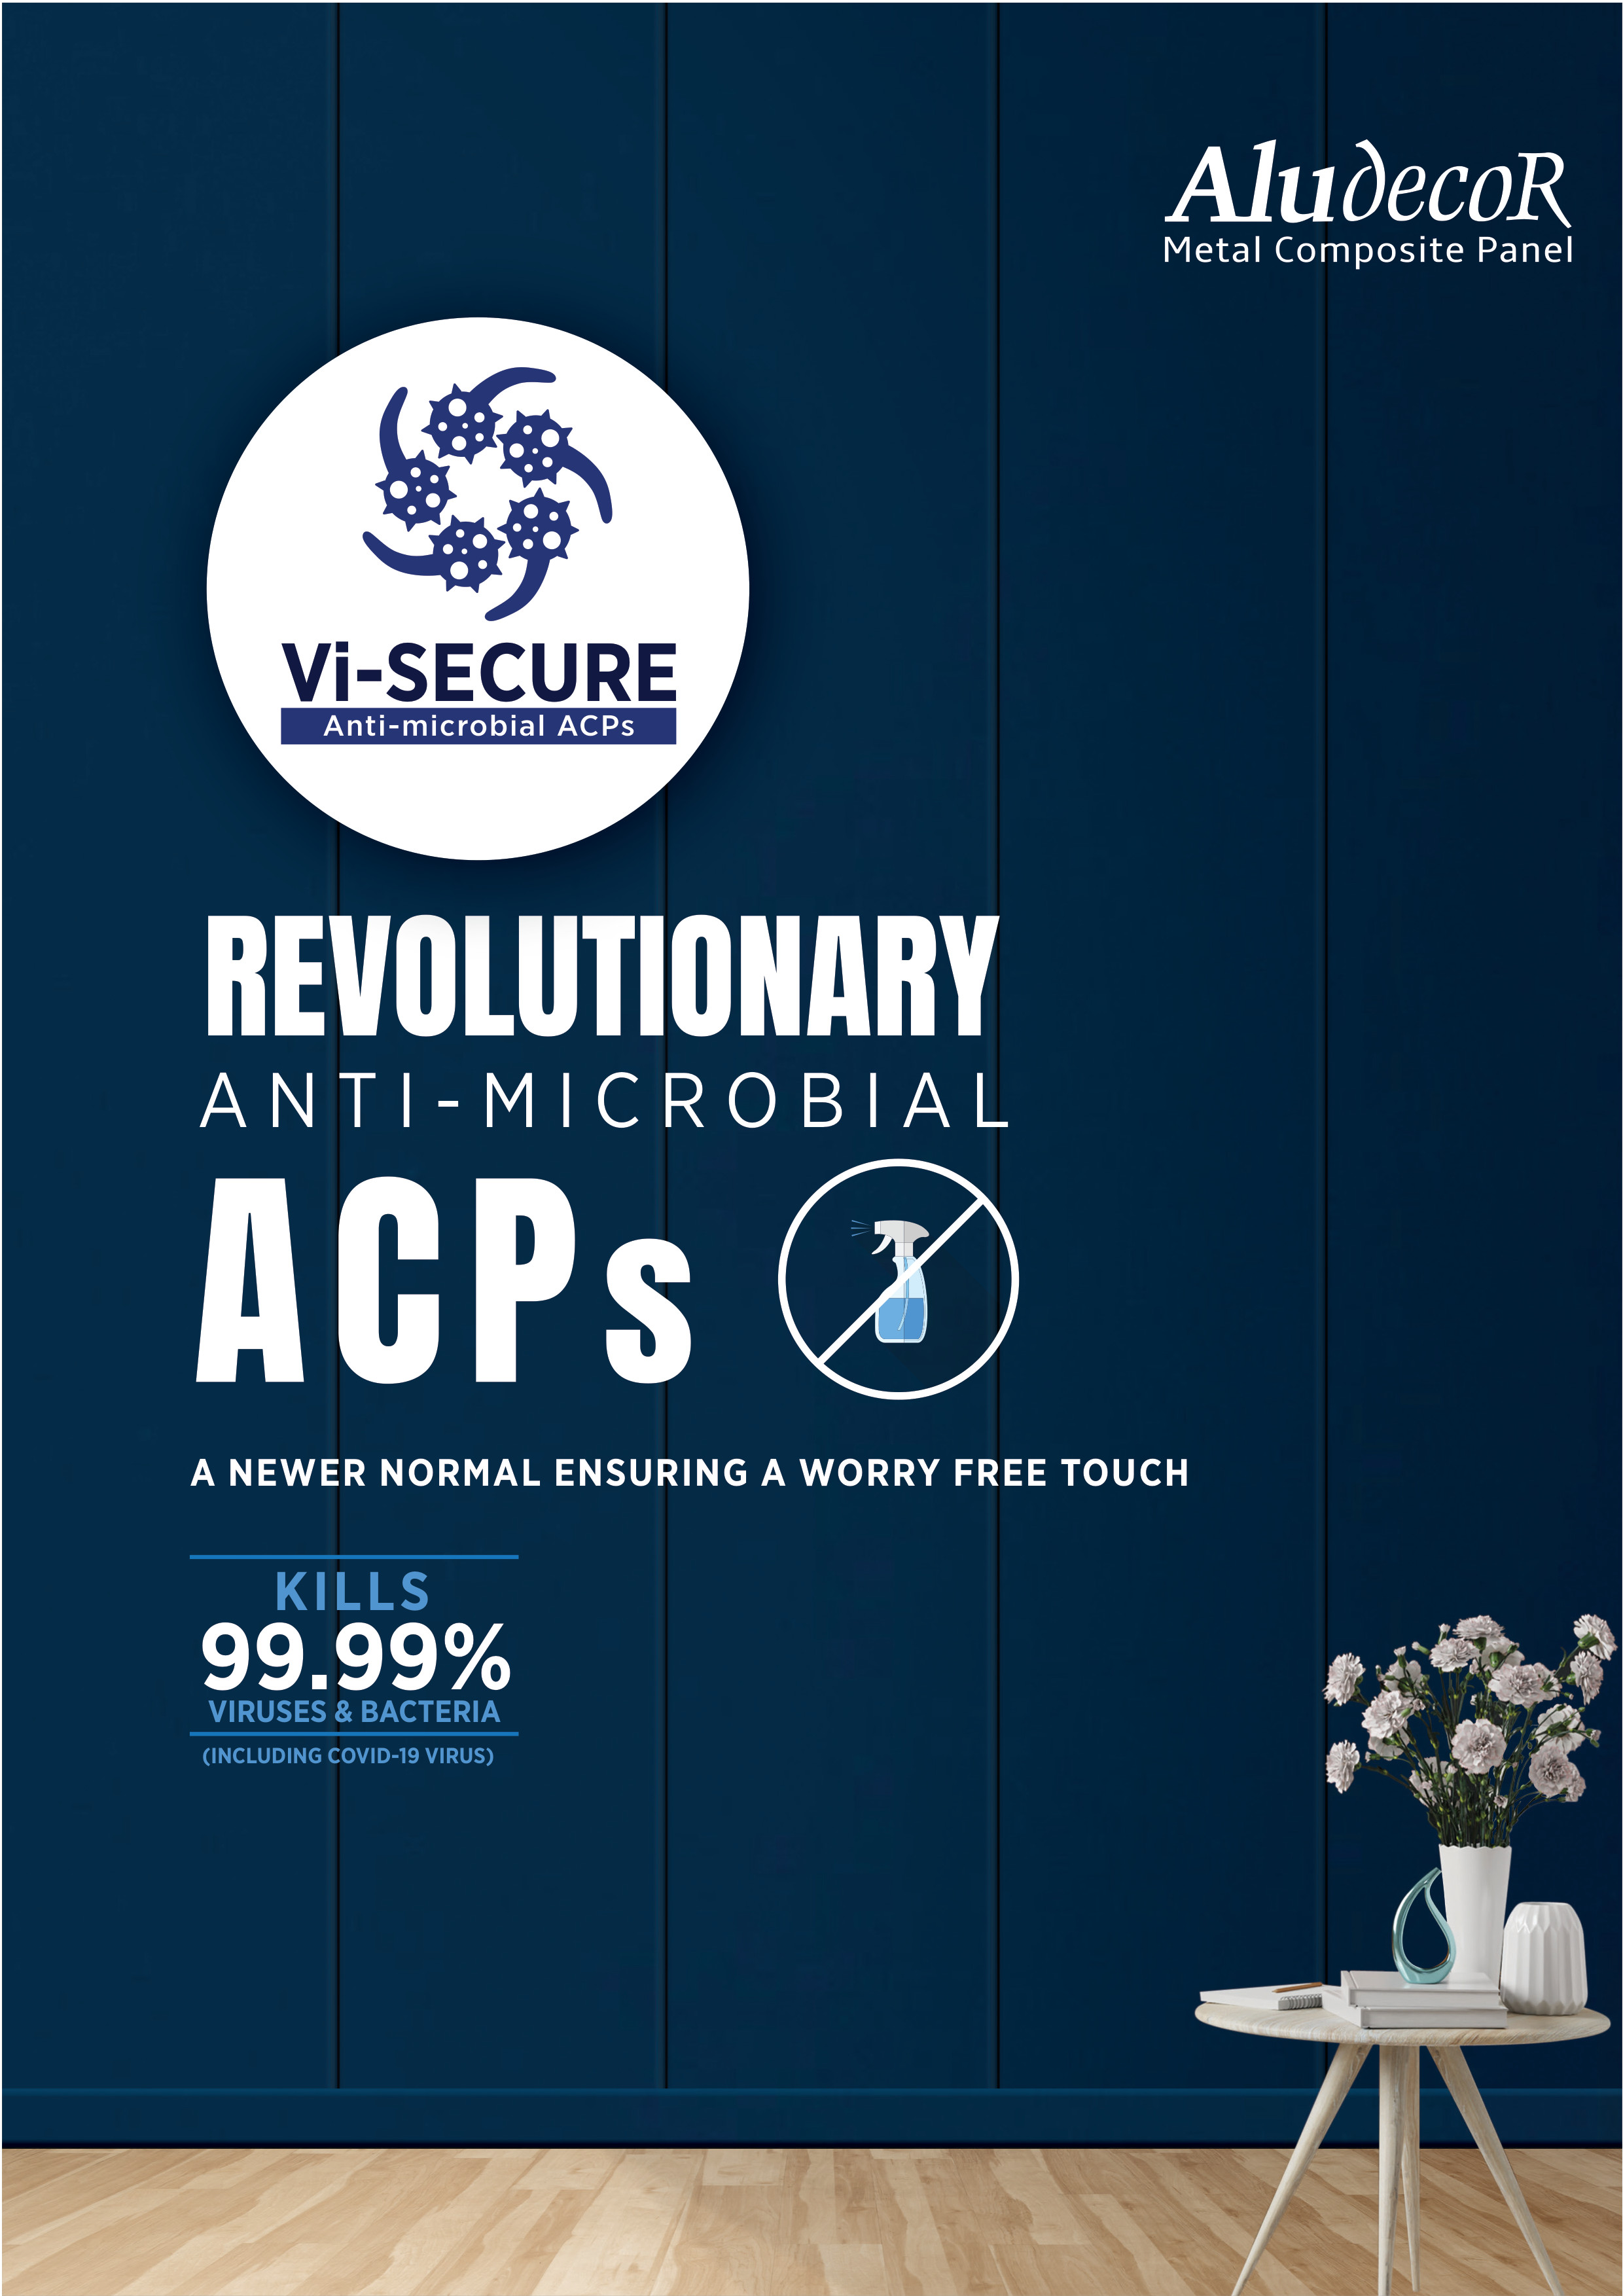 AludecoR
Metal Composite Panel
Vi-SECURE
Anti-microbial ACPs
REVOLUTIONARY
ANTI-MICROBIAL
ACPs
A NEWER NORMAL ENSURING A WORRY FREE TOUCH
KILLS
99.99%
VIRUSES & BACTERIA
(INCLUDING COVID-19 VIRUS)